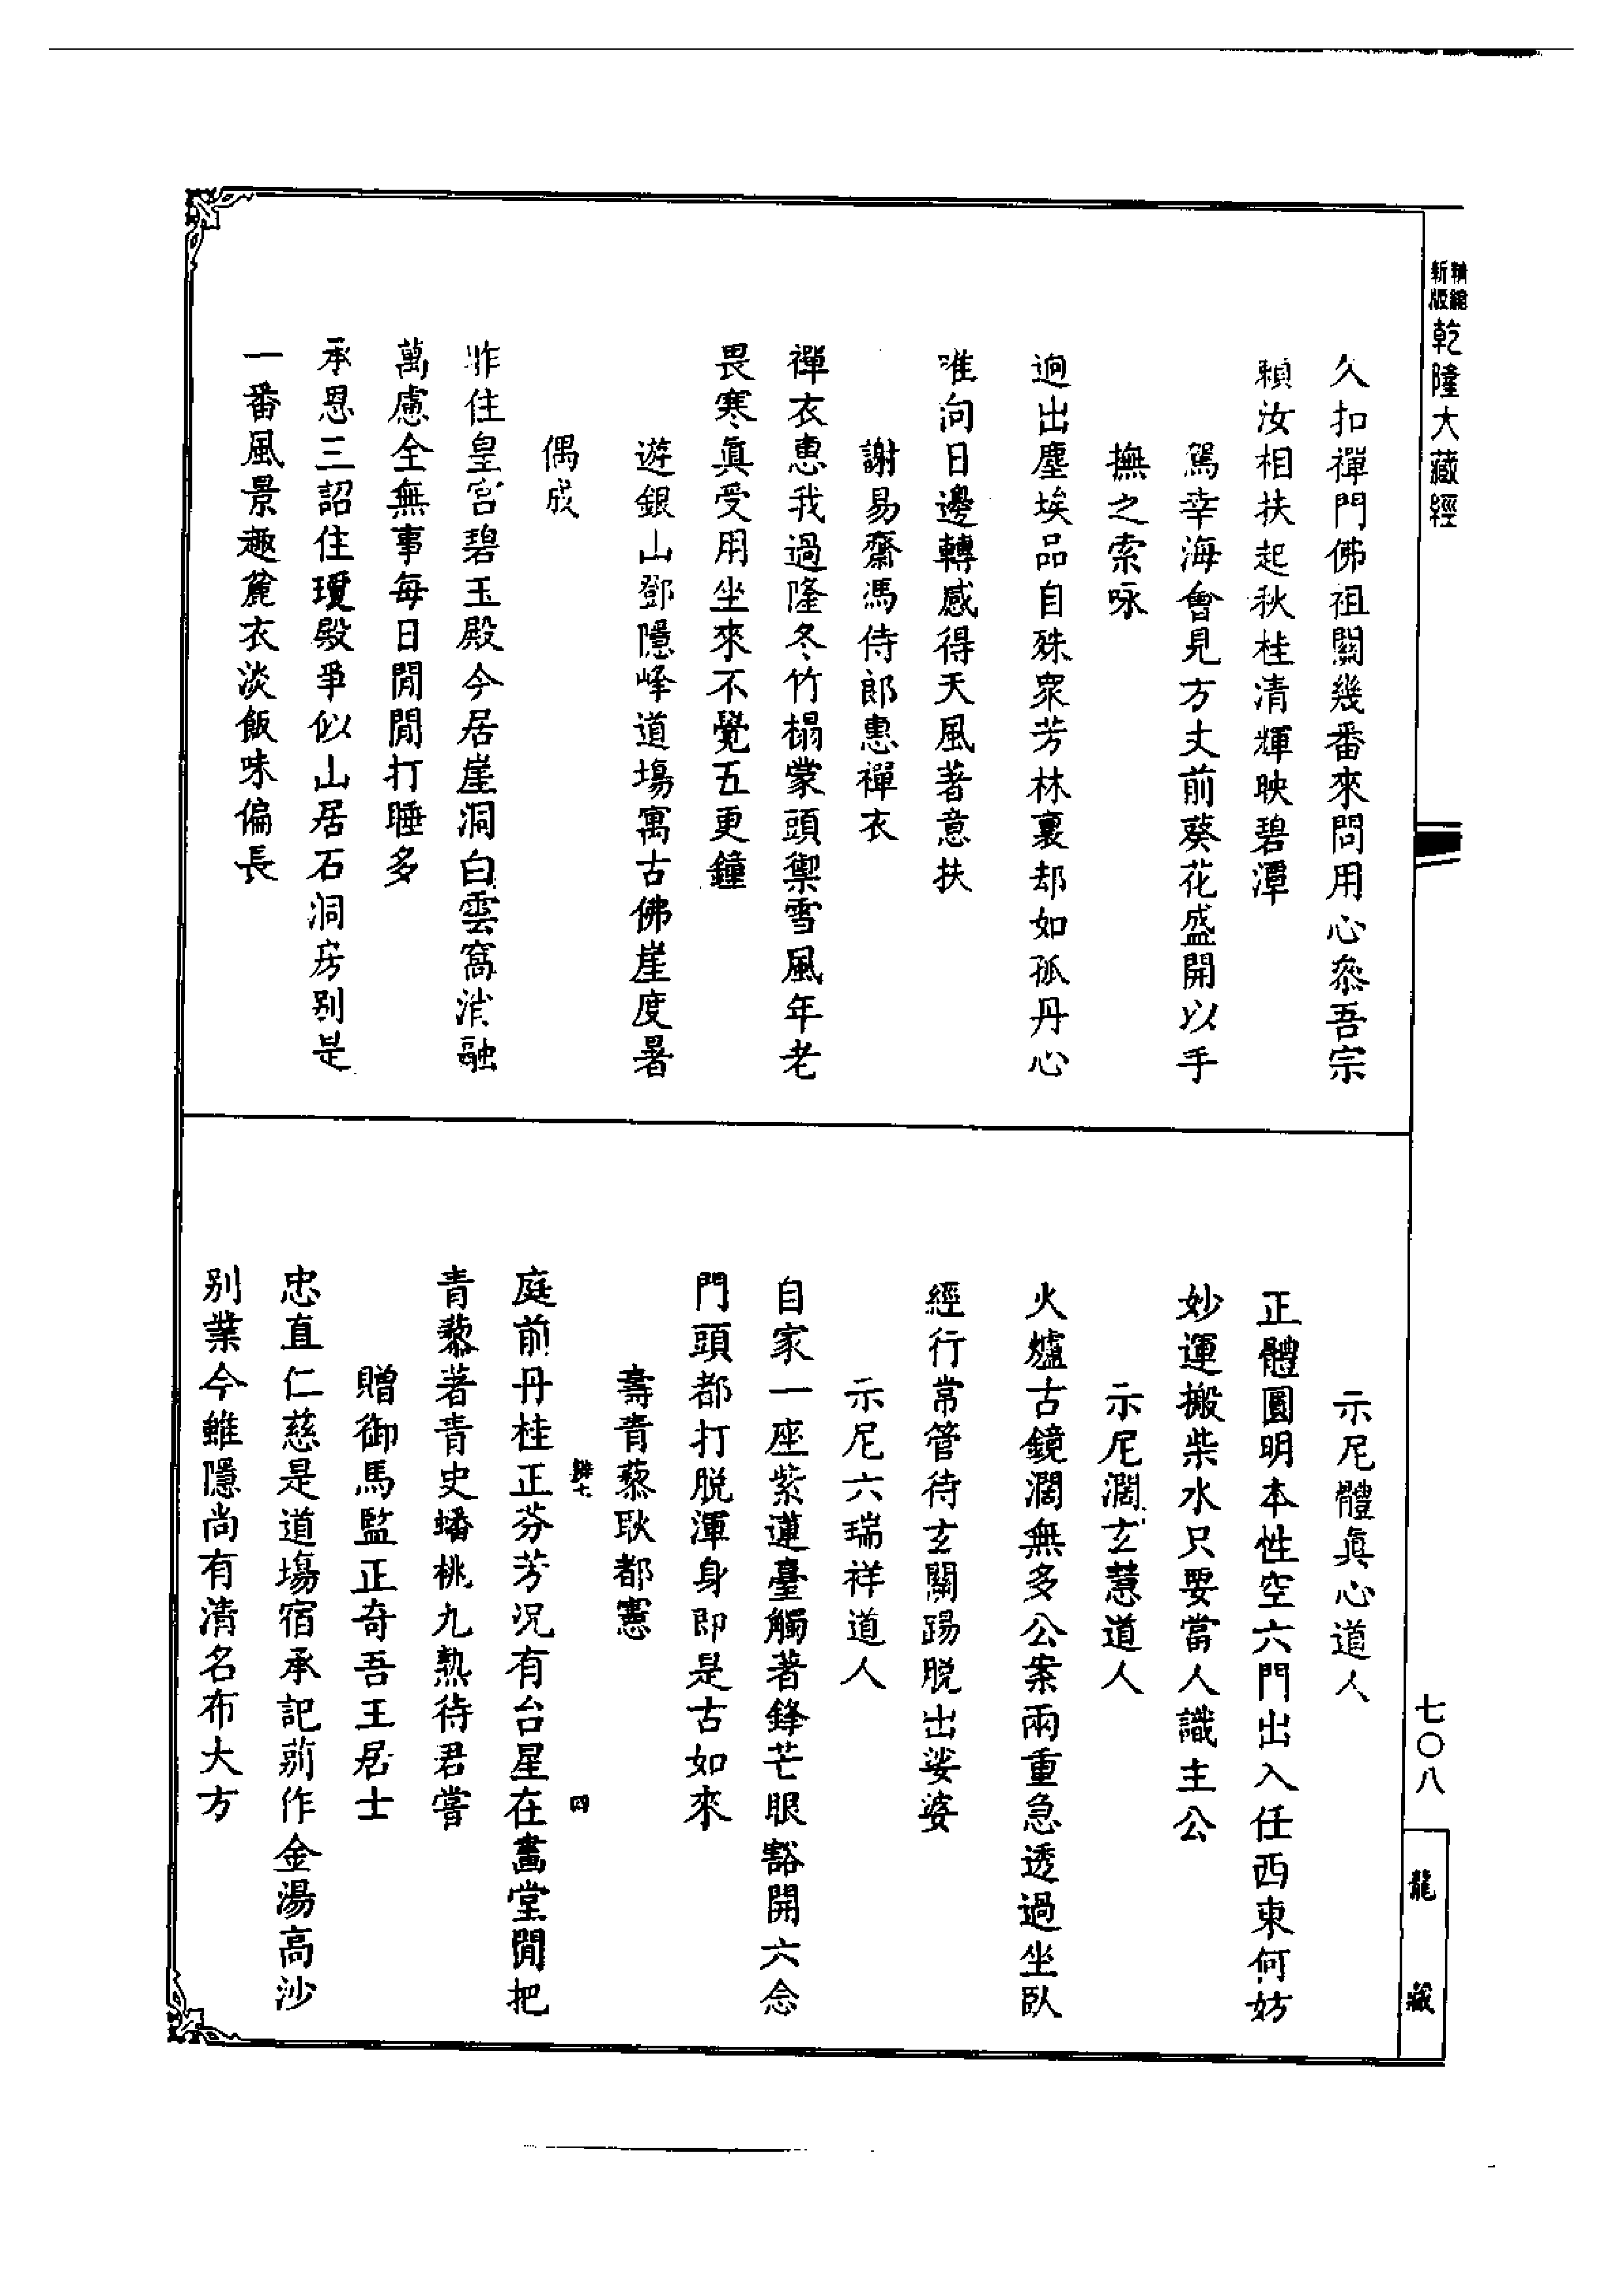 精縮新版乾隆大藏經
久扣禪門佛祖關幾番來問用心叅吾宗
賴汝相扶起秋桂清輝映碧潭
駕幸海會見方丈前葵花盛開以手
撫之索咏
迥出塵埃品自殊眾芳林裏却如孤丹心
唯向日邊轉感得天風著意扶
謝易齋馮侍郎惠禪衣
禪衣惠我過隆冬竹榻蒙頭禦雪風年老
畏寒眞受用坐來不覺五更鐘
遊銀山鄧隱峰道塲寓古佛崖度暑
偶成
昨住皇宮碧玉殿今居崖洞白雲窩消融
萬慮全無事每日閒閒打睡多
承恩三詔住瓊殿爭似山居石洞房别是
一番風景趣麄衣淡飯味偏長
示尼體眞心道人
正體圓明本性空六門出入任西東何妨
妙運搬柴水只要當人識主公
示尼濶玄慧道人
火爐古鏡濶無多公案兩重急透過坐臥
經行常管待玄關踢脱出娑婆
示尼六瑞祥道人
自家一座紫蓮臺觸著鋒芒眼豁開六念
門頭都打脱渾身即是古如來
壽青藜耿都憲
庭前丹桂正芬芳况有台星在畫堂閒把
青藜著青史蟠桃九熟待君嘗
贈御馬監正奇吾王居士
忠直仁慈是道塲宿承記莂作金湯高沙
别業今雖隱尚有清名布大方
四
七〇八
龍藏